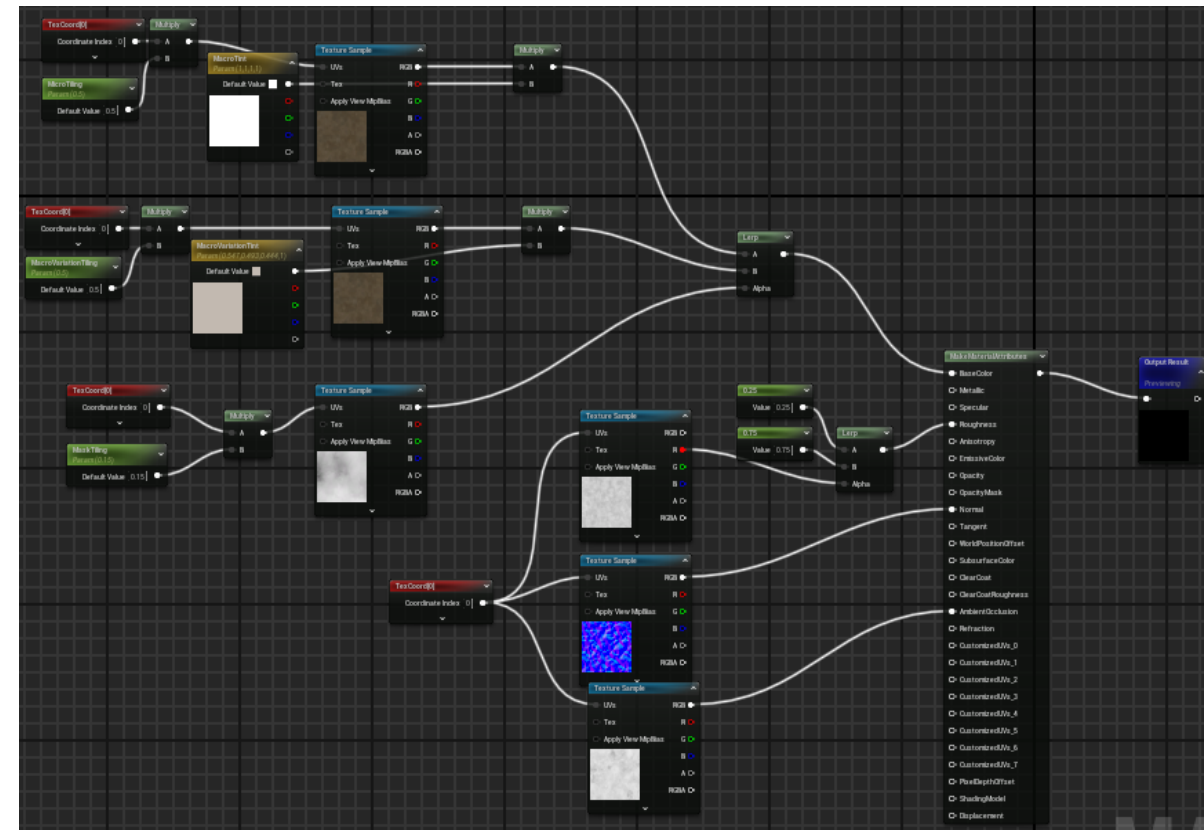 TexCoord[0]
Coordinate Index 0
Multiply
A
B
MicroTiling
Param (0.5)
Default Value 0.5
MacroTint
Param (1,1,1,1)
Default Value
Texture Sample
UVs RGB
Tex R
Apply View MipBias G
B
A
RGBA
Multiply
A
B
TexCoord[0]
Coordinate Index 0
Multiply
A
B
MacroVariationTiling
Param (0.5)
Default Value 0.5
MacroVariationTint
Default Value
Texture Sample
UVs RGB
Tex R
Apply View MipBias G
B
A
RGBA
Multiply
A
B
Lerp
A
B
Alpha
TexCoord[0]
Coordinate Index 0
Multiply
A
B
MaskTiling
Param (0.15)
Default Value 0.15
Texture Sample
UVs RGB
Tex R
Apply View MipBias G
B
A
RGBA
TexCoord[0]
Coordinate Index 0
Texture Sample
UVs RGB
Tex R
Apply View MipBias G
B
A
RGBA
Texture Sample
UVs RGB
Tex R
Apply View MipBias G
B
A
RGBA
Texture Sample
UVs RGB
Tex R
Apply View MipBias G
B
A
RGBA
0.25
Value 0.25
0.75
Value 0.75
Lerp
A
B
Alpha
MakeMaterialAttributes
BaseColor
Metallic
Specular
Roughness
Anisotropy
EmissiveColor
Opacity
OpacityMask
Normal
Tangent
WorldPositionOffset
SubsurfaceColor
ClearCoat
ClearCoatRoughness
AmbientOcclusion
Refraction
CustomizedUVs_0
CustomizedUVs_1
CustomizedUVs_2
CustomizedUVs_3
CustomizedUVs_4
CustomizedUVs_5
CustomizedUVs_6
CustomizedUVs_7
PixelDepthOffset
ShadingModel
Displacement
Output Result
Previewing